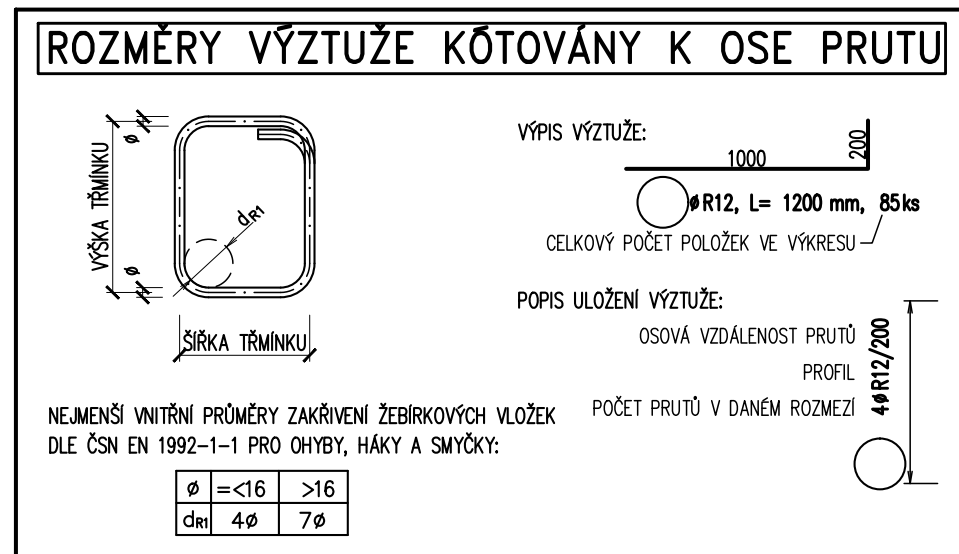 ROZMĚRY VÝZTUŽE KÓTOVÁNY K OSE PRUTU
ø
VÝŠKA TŘMÍNKU
ø
dR1
ŠÍŘKA TŘMÍNKU
VÝPIS VÝZTUŽE:
1000
200
øR12, L= 1200 mm, 85ks
CELKOVÝ POČET POLOŽEK VE VÝKRESU
POPIS ULOŽENÍ VÝZTUŽE:
OSOVÁ VZDÁLENOST PRUTŮ
PROFIL
POČET PRUTŮ V DANÉM ROZMEZÍ
4øR12/200
NEJMENŠÍ VNITŘNÍ PRŮMĚRY ZAKŘIVENÍ ŽEBÍRKOVÝCH VLOŽEK
DLE ČSN EN 1992-1-1 PRO OHYBY, HÁKY A SMYČKY:
ø =<16 >16
dR1 4ø 7ø